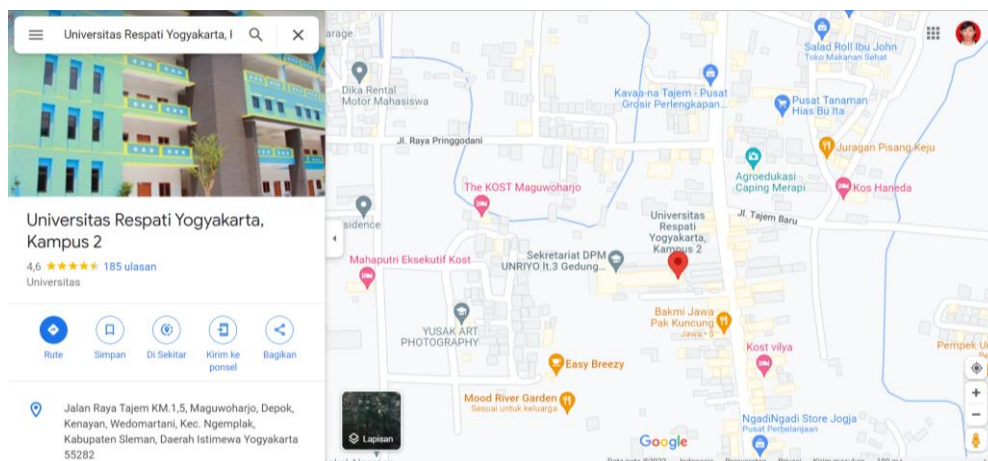 Universitas Respati Yogyakarta, I
Universitas Respati Yogyakarta,
Kampus 2
4,6
185 ulasan
Universitas
Rute
Simpan
Di Sekitar
Kirim ke
ponsel
Bagikan
Jalan Raya Tajem KM.1,5, Maguwoharjo, Depok,
Kenayan, Wedomartani, Kec. Ngemplak,
Kabupaten Sleman, Daerah Istimewa Yogyakarta
55282
arage
Dika Rental
Motor Mahasiswa
Jl. Raya Pringgodani
Kavaa-na Tajem - Pusat
Grosir Perlengkapan...
Salad Roll Ibu John
Toko Makanan Sehat
Pusat Tanaman
Hias Bu Ita
Juragan Pisang Keju
Agroedukasi
Caping Merapi
Kos Haneda
The KOST Maguwoharjo
sidence
Universitas
Respati
Yogyakarta,
Kampus 2
Jl. Tajem Baru
Mahaputri Eksekutif Kost
Sekretariat DPM
UNRIYO lt.3 Gedung...
YUSAK ART
PHOTOGRAPHY
Bakmi Jawa
Pak Kuncung
Jawa • $
Easy Breezy
Kost vilya
Pempek U
Mood River Garden
Sesuai untuk keluarga
NgadiNgadi Store Jogja
Pusat Perbelanjaan
Lapisan
Google